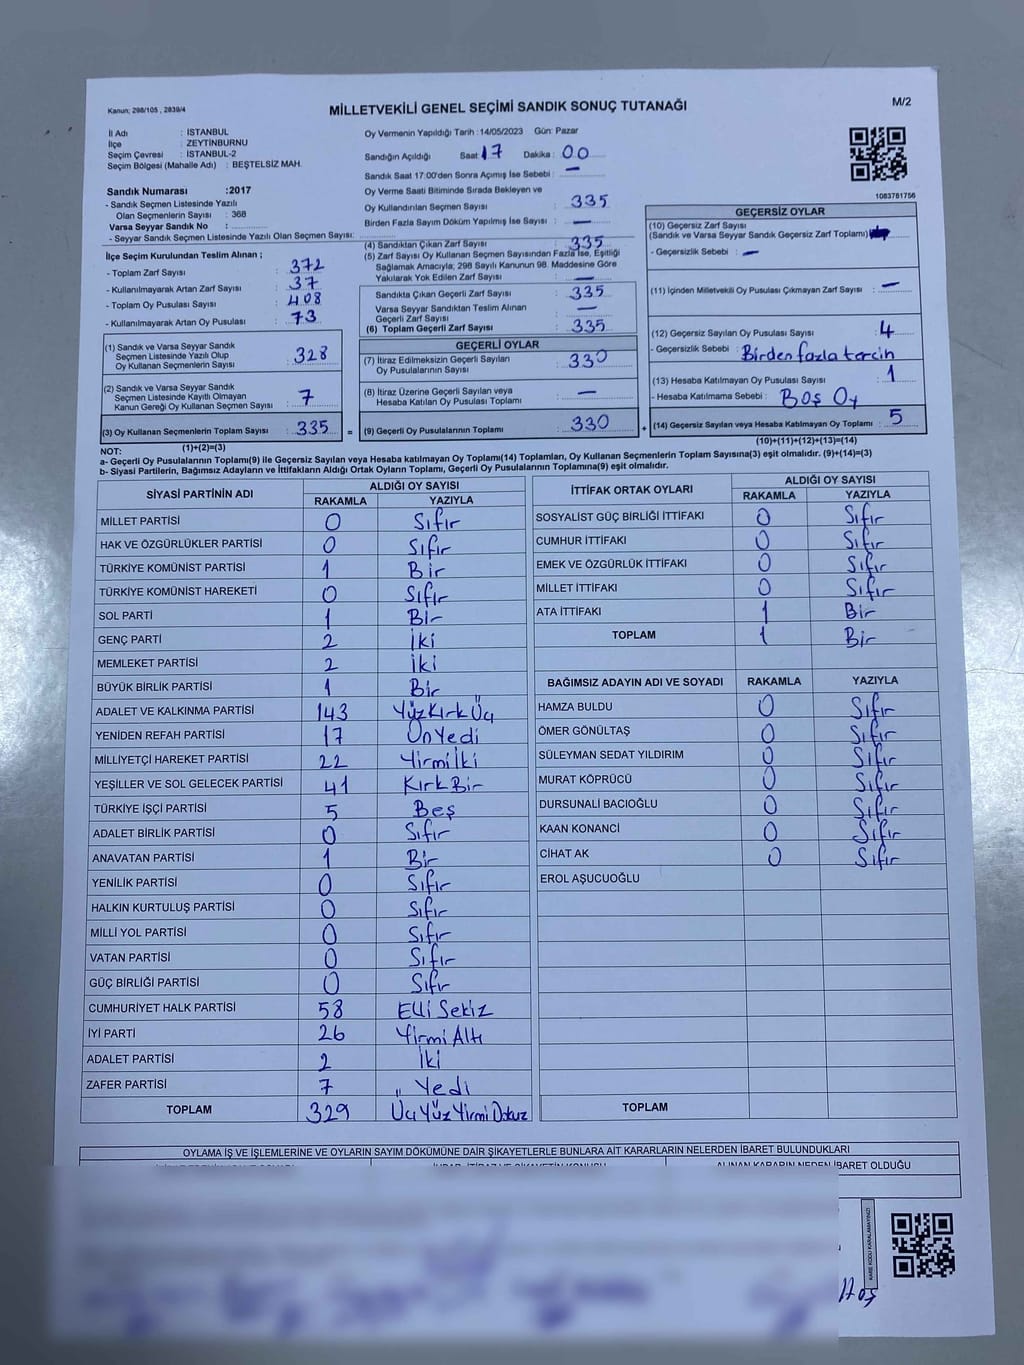 Kanun; 298/105 , 2839/4
MİLLETVEKİLİ GENEL SEÇİMİ SANDIK SONUÇ TUTANAĞI
M/2
İl Adı : İSTANBUL
İlçe : ZEYTİNBURNU
Seçim Çevresi : İSTANBUL-2
Seçim Bölgesi (Mahalle Adı) : BEŞTELSİZ MAH.
Sandık Numarası :2017
- Sandık Seçmen Listesinde Yazılı
Olan Seçmenlerin Sayısı : 368
Varsa Seyyar Sandık No :
- Seyyar Sandık Seçmen Listesinde Yazılı Olan Seçmen Sayısı:
İlçe Seçim Kurulundan Teslim Alınan ;
- Toplam Zarf Sayısı : 372
- Kullanılmayarak Artan Zarf Sayısı : 37
- Toplam Oy Pusulası Sayısı : 408
- Kullanılmayarak Artan Oy Pusulası : 73
(1) Sandık ve Varsa Seyyar Sandık
Seçmen Listesinde Yazılı Olup
Oy Kullanan Seçmenlerin Sayısı : 328
(2) Sandık ve Varsa Seyyar Sandık
Seçmen Listesinde Kayıtlı Olmayan
Kanun Gereği Oy Kullanan Seçmen Sayısı : 7
(3) Oy Kullanan Seçmenlerin Toplam Sayısı : 335 =
(1)+(2)=(3)
Oy Vermenin Yapıldığı Tarih :14/05/2023 Gün: Pazar
Sandığın Açıldığı Saat: 17 Dakika : 00
Sandık Saat 17:00'den Sonra Açımış İse Sebebi : —
Oy Verme Saati Bitiminde Sırada Bekleyen ve
Oy Kullandırılan Seçmen Sayısı : 335
Birden Fazla Sayım Döküm Yapılmış İse Sayısı : —
(4) Sandıktan Çıkan Zarf Sayısı : 335
(5) Zarf Sayısı Oy Kullanan Seçmen Sayısından Fazla İse, Eşitliği
Sağlamak Amacıyla; 298 Sayılı Kanunun 98. Maddesine Göre
Yakılarak Yok Edilen Zarf Sayısı : —
Sandıkta Çıkan Geçerli Zarf Sayısı : 335
Varsa Seyyar Sandıktan Teslim Alınan
Geçerli Zarf Sayısı : —
(6) Toplam Geçerli Zarf Sayısı : 335
GEÇERLİ OYLAR
(7) İtiraz Edilmeksizin Geçerli Sayılan
Oy Pusulalarının Sayısı : 330
(8) İtiraz Üzerine Geçerli Sayılan veya
Hesaba Katılan Oy Pusulası Toplamı : —
(9) Geçerli Oy Pusulalarının Toplamı : 330 +
1083781756
GEÇERSİZ OYLAR
(10) Geçersiz Zarf Sayısı
(Sandık ve Varsa Seyyar Sandık Geçersiz Zarf Toplamı) :
- Geçersizlik Sebebi : —
(11) İçinden Milletvekili Oy Pusulası Çıkmayan Zarf Sayısı : —
(12) Geçersiz Sayılan Oy Pusulası Sayısı : 4
- Geçersizlik Sebebi : Birden fazla tercin
(13) Hesaba Katılmayan Oy Pusulası Sayısı : 1
- Hesaba Katılmama Sebebi : Boş Oy
(14) Geçersiz Sayılan veya Hesaba Katılmayan Oy Toplamı : 5
(10)+(11)+(12)+(13)=(14)
NOT:
a- Geçerli Oy Pusulasının(9) ile Geçersiz Sayılan veya Hesaba Katılmayan Oy Toplamı(14) Toplamları, Oy Kullanan Seçmenlerin Toplam Sayısına(3) eşit olmalıdır. (9)+(14)=(3)
b- Siyasi Partilerin, Bağımsız Adayların ve İttifakların Aldığı Ortak Oyların Toplamı, Geçerli Oy Pusulalarının Toplamına(9) eşit olmalıdır.
SİYASİ PARTİNİN ADI ALDIĞI OY SAYISI
RAKAMLA YAZIYLA
MİLLET PARTİSİ 0 Sıfır
HAK VE ÖZGÜRLÜKLER PARTİSİ 0 Sıfır
TÜRKİYE KOMÜNİST PARTİSİ 1 Bir
TÜRKİYE KOMÜNİST HAREKETİ 0 Sıfır
SOL PARTİ 1 Bir
GENÇ PARTİ 2 İki
MEMLEKET PARTİSİ 2 İki
BÜYÜK BİRLİK PARTİSİ 1 Bir
ADALET VE KALKINMA PARTİSİ 143 YüzKırk Üç
YENİDEN REFAH PARTİSİ 17 OnYedi
MİLLİYETÇİ HAREKET PARTİSİ 22 Yirmi İki
YEŞİLLER VE SOL GELECEK PARTİSİ 41 Kırk Bir
TÜRKİYE İŞÇİ PARTİSİ 5 Beş
ADALET BİRLİK PARTİSİ 0 Sıfır
ANAVATAN PARTİSİ 1 Bir
YENİLİK PARTİSİ 0 Sıfır
HALKIN KURTULUŞ PARTİSİ 0 Sıfır
MİLLİ YOL PARTİSİ 0 Sıfır
VATAN PARTİSİ 0 Sıfır
GÜÇ BİRLİĞİ PARTİSİ 0 Sıfır
CUMHURİYET HALK PARTİSİ 58 Elli Sekiz
İYİ PARTİ 26 Yirmi Altı
ADALET PARTİSİ 2 İki
ZAFER PARTİSİ 7 Yedi
TOPLAM 329 Üç Yüz Yirmi Dokuz
İTTİFAK ORTAK OYLARI ALDIĞI OY SAYISI
RAKAMLA YAZIYLA
SOSYALİST GÜÇ BİRLİĞİ İTTİFAKI 0 Sıfır
CUMHUR İTTİFAKI 0 Sıfır
EMEK VE ÖZGÜRLÜK İTTİFAKI 0 Sıfır
MİLLET İTTİFAKI 0 Sıfır
ATA İTTİFAKI 1 Bir
TOPLAM 1 Bir
BAĞIMSIZ ADAYIN ADI VE SOYADI RAKAMLA YAZIYLA
HAMZA BULDU 0 Sıfır
ÖMER GÖNÜLTAŞ 0 Sıfır
SÜLEYMAN SEDAT YILDIRIM 0 Sıfır
MURAT KÖPRÜCÜ 0 Sıfır
DURSUNALİ BACIOĞLU 0 Sıfır
KAAN KONANCİ 0 Sıfır
CİHAT AK 0 Sıfır
EROL AŞUCUOĞLU
TOPLAM
OYLAMA İŞ VE İŞLEMLERİNE VE OYLARIN SAYIM DÖKÜMÜNE DAİR ŞİKAYETLERLE BUNLARA AİT KARARLARIN NELERDEN İBARET BULUNDUKLARI
ALINAN KARARIN NEDEN İBARET OLDUĞU
KARE KODU KARALAMAYINIZ!